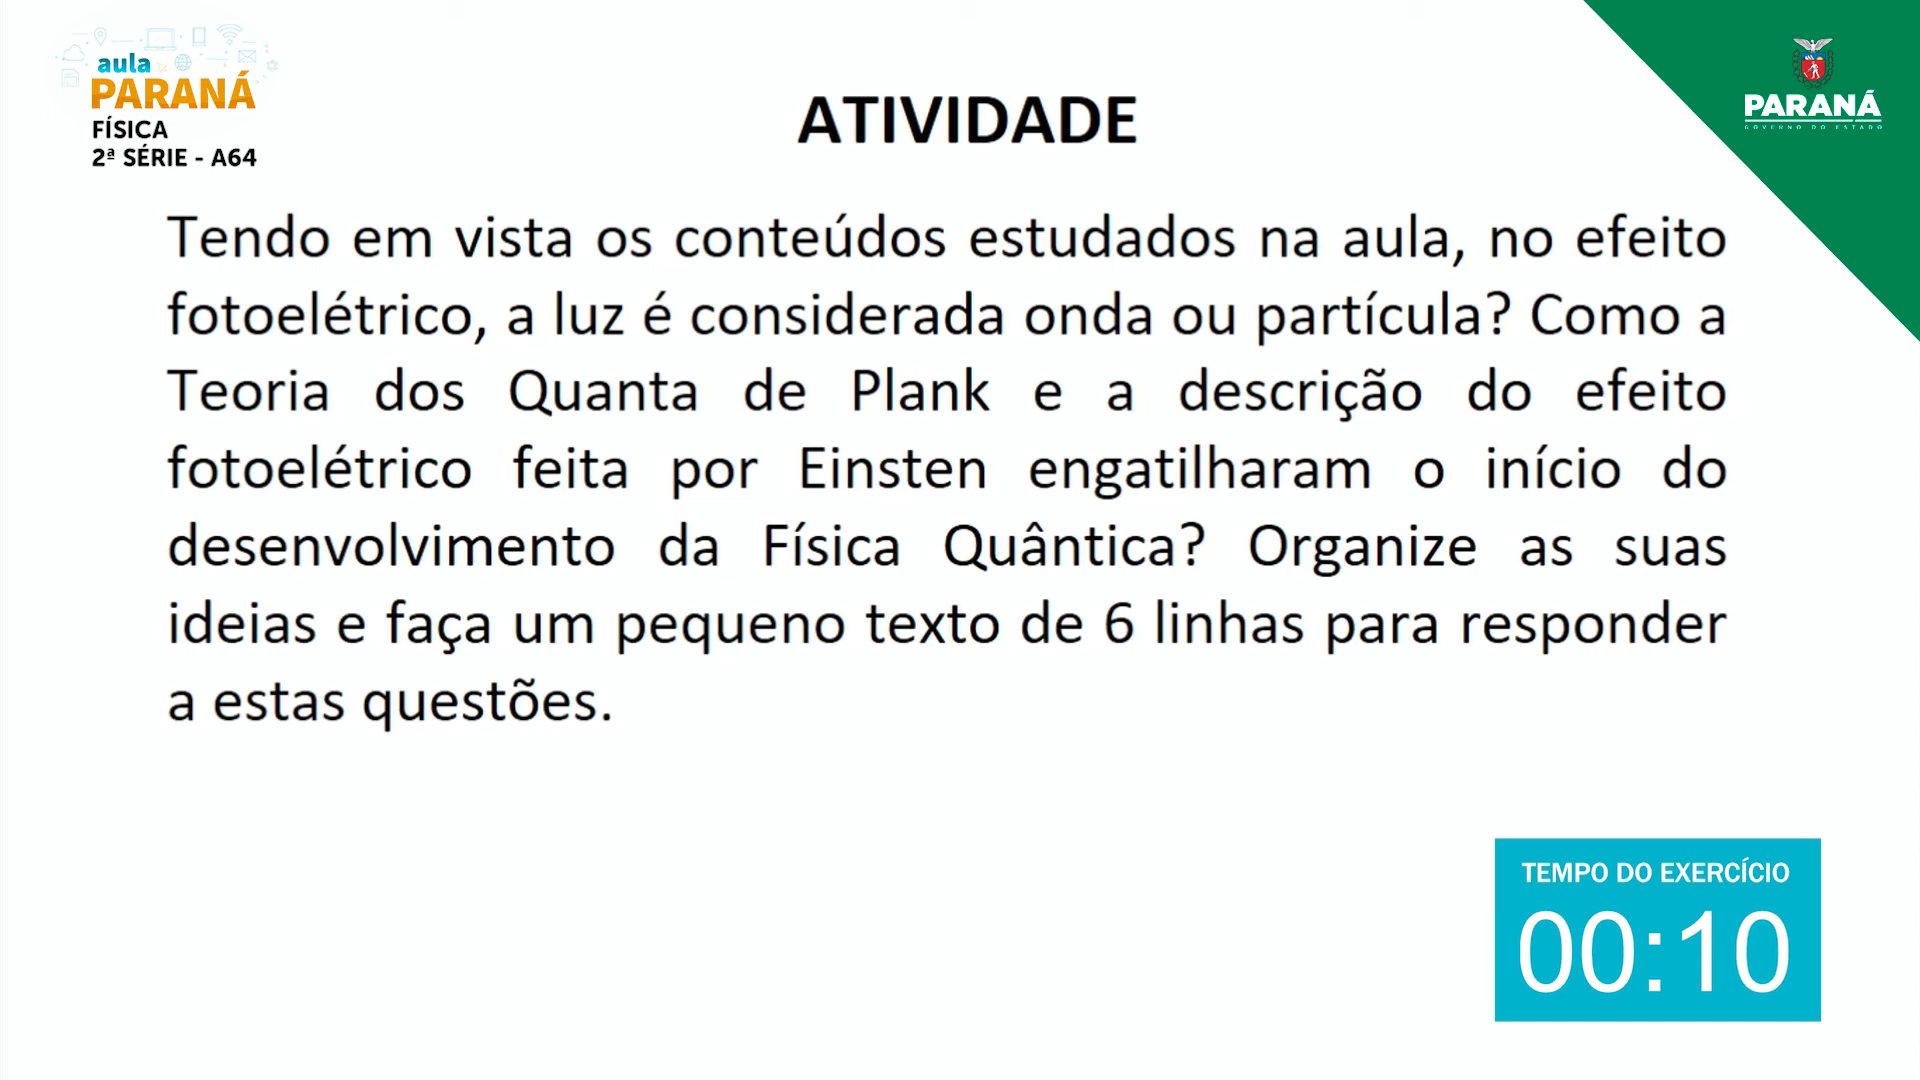 aula
PARANÁ
FÍSICA
2ª SÉRIE - A64
PARANÁ
GOVERNO DO ESTADO
ATIVIDADE
Tendo em vista os conteúdos estudados na aula, no efeito
fotoelétrico, a luz é considerada onda ou partícula? Como a
Teoria dos Quanta de Plank e a descrição do efeito
fotoelétrico feita por Einsten engatilharam o início do
desenvolvimento da Física Quântica? Organize as suas
ideias e faça um pequeno texto de 6 linhas para responder
a estas questões.
TEMPO DO EXERCÍCIO
00:10